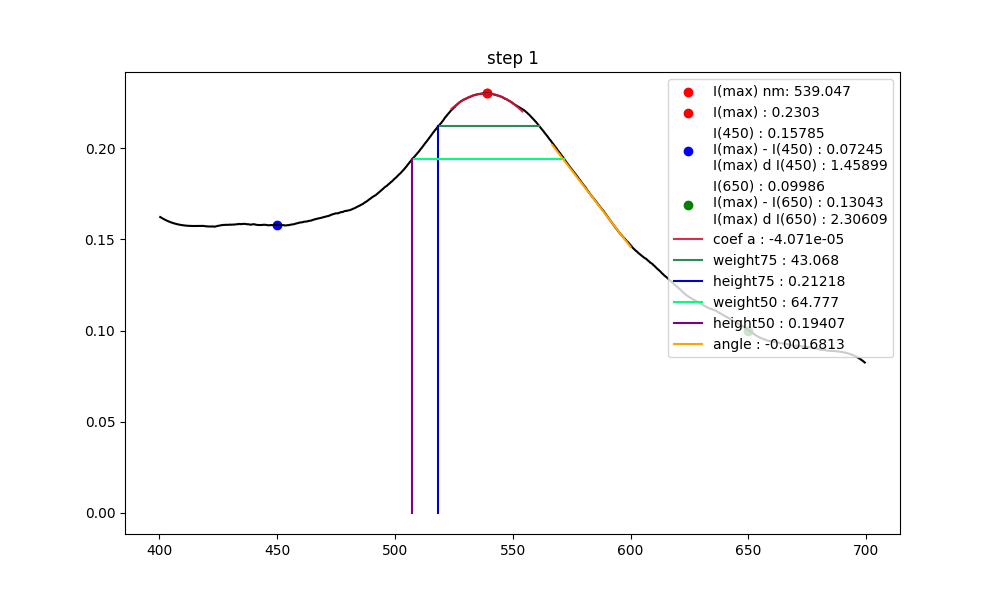 step 1
I(max) nm: 539.047
I(max) : 0.2303
I(450) : 0.15785
I(max) - I(450) : 0.07245
I(max) d I(450) : 1.45899
I(650) : 0.09986
I(max) - I(650) : 0.13043
I(max) d I(650) : 2.30609
coef a : -4.071e-05
weight75 : 43.068
height75 : 0.21218
weight50 : 64.777
height50 : 0.19407
angle : -0.0016813
0.20
0.15
0.10
0.05
0.00
400 450 500 550 600 650 700